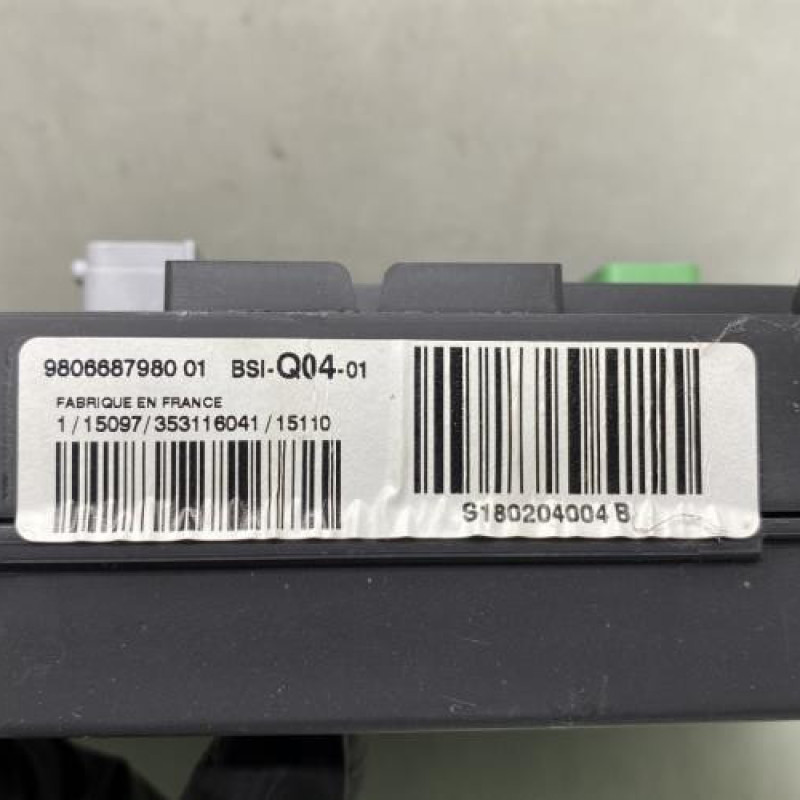 9806687980 01 BSI-Q04-01
FABRIQUE EN FRANCE
1/15097/353116041/15110
S180204004 B